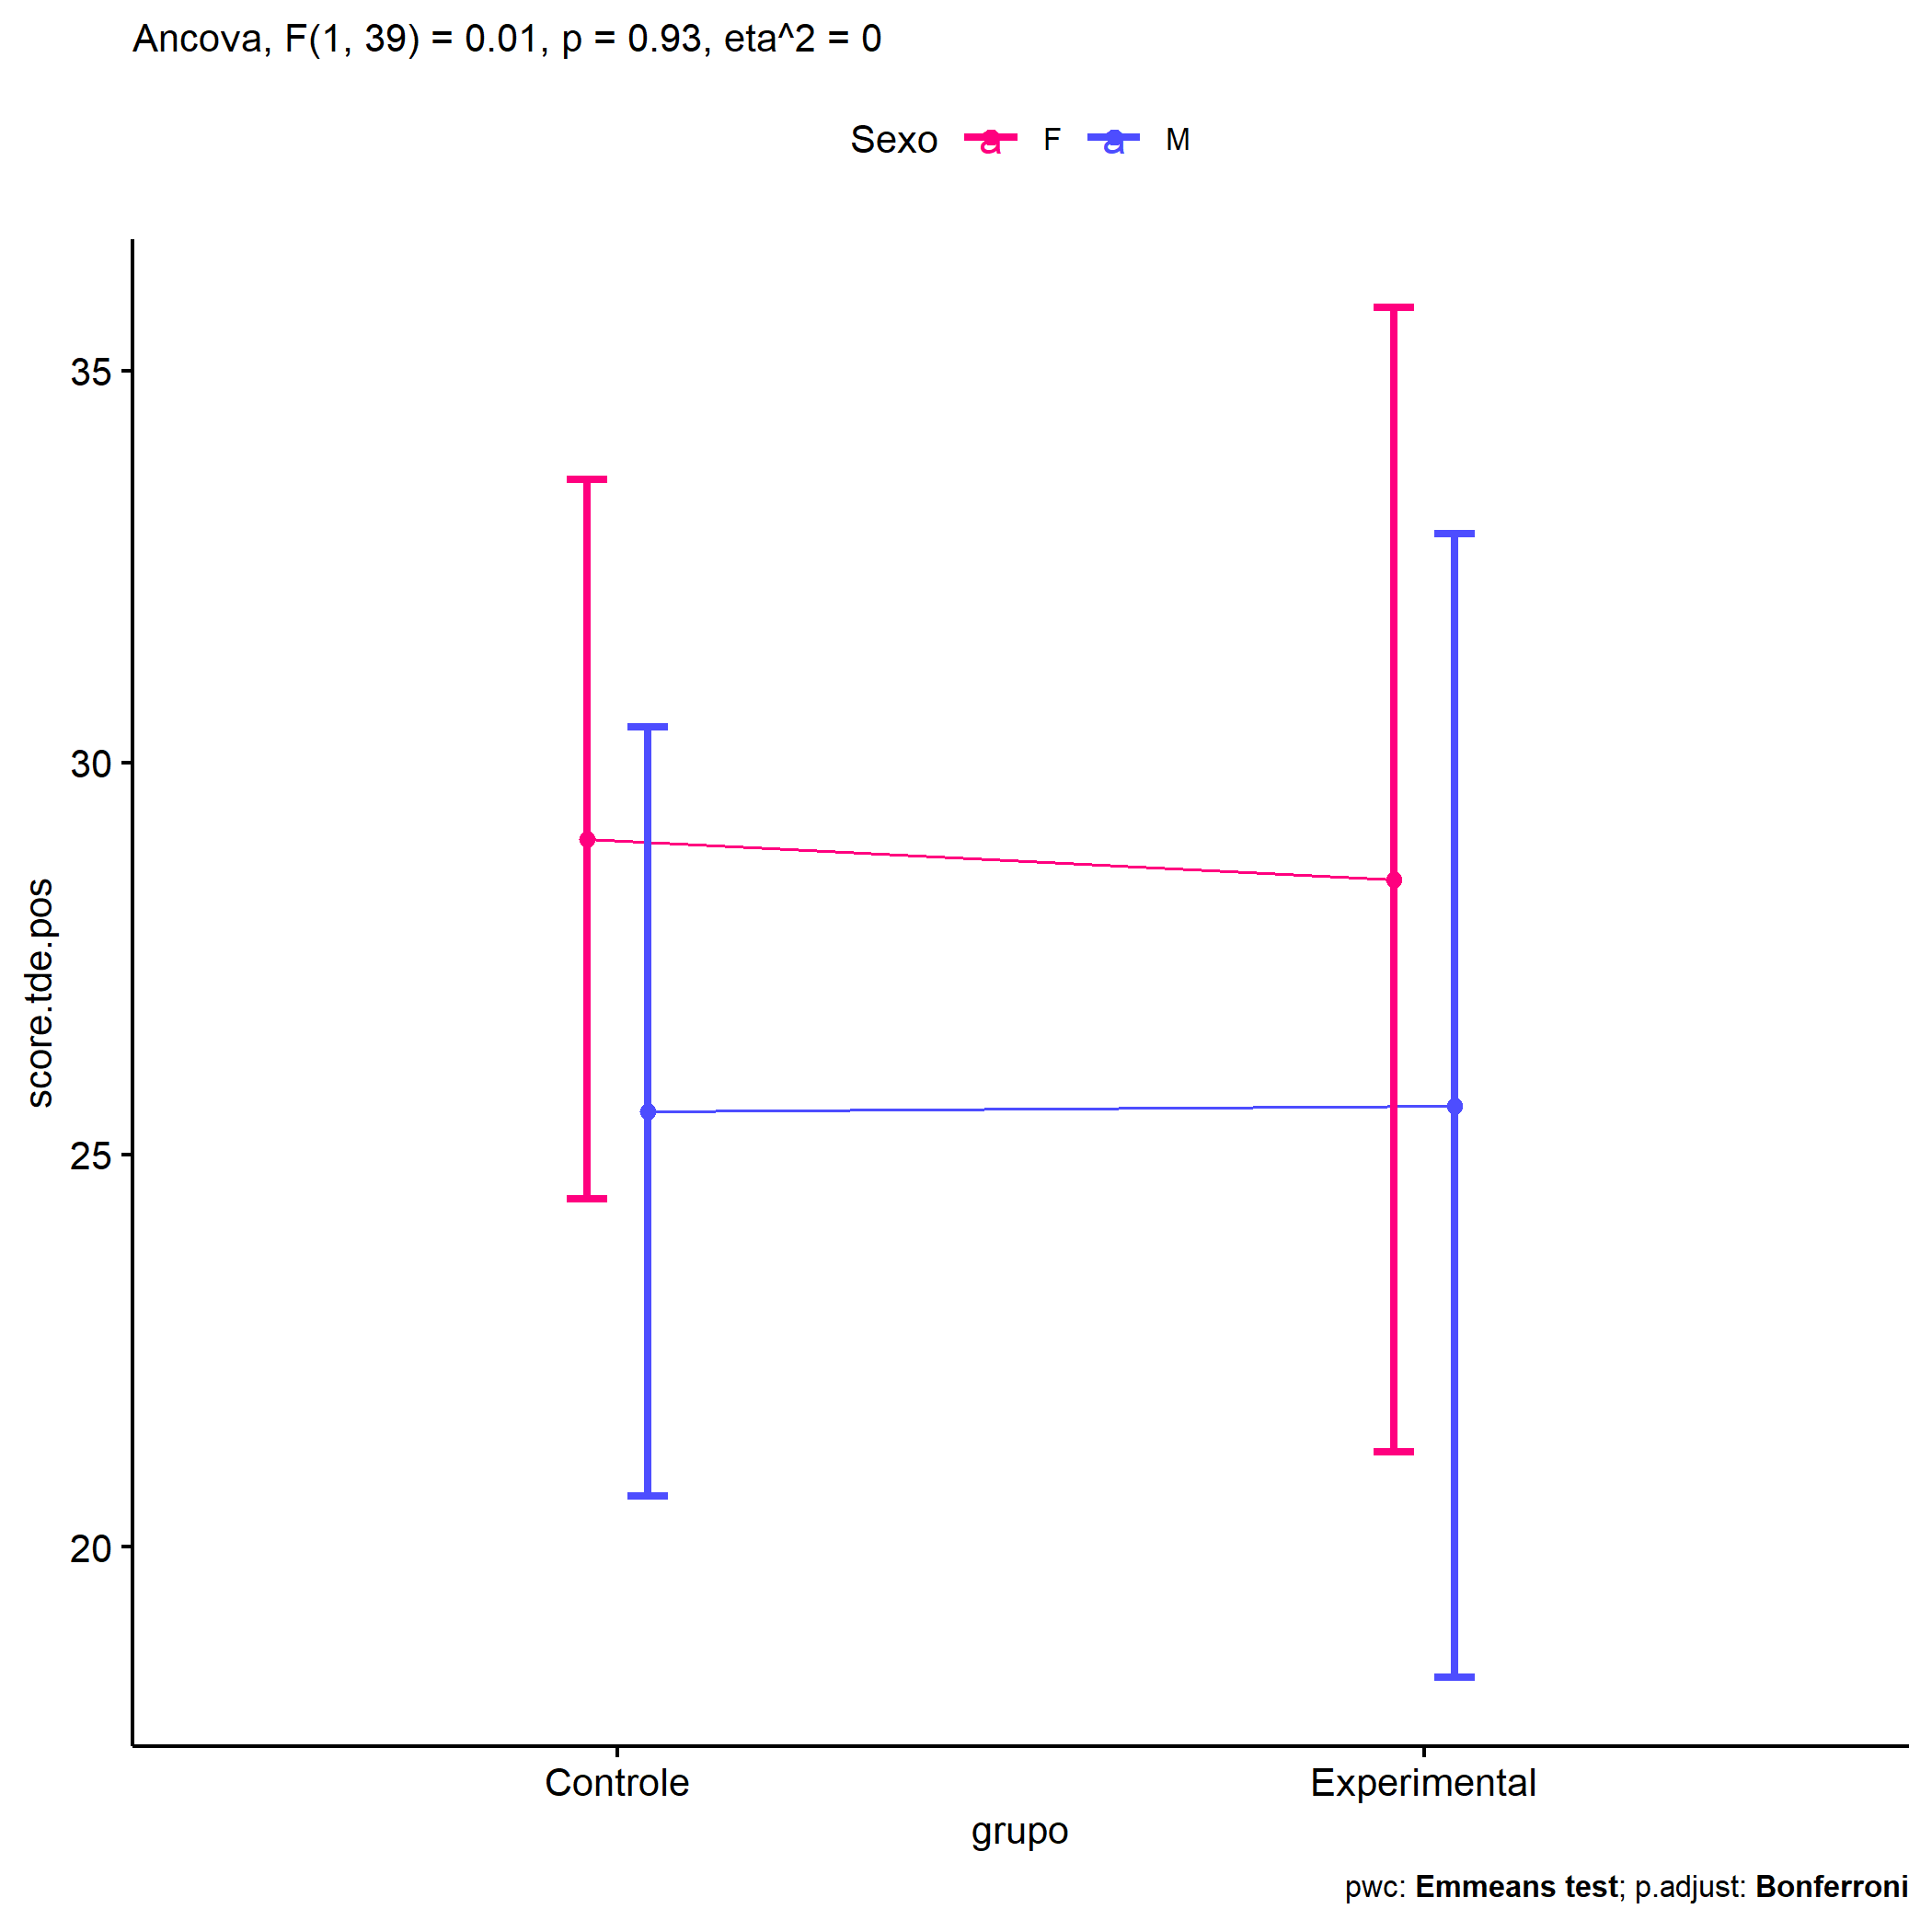 Ancova, F(1, 39) = 0.01, p = 0.93, eta^2 = 0
Sexo a F a M
35
30
25
20
score.tde.pos
Controle Experimental
grupo
pwc: Emmeans test; p.adjust: Bonferroni